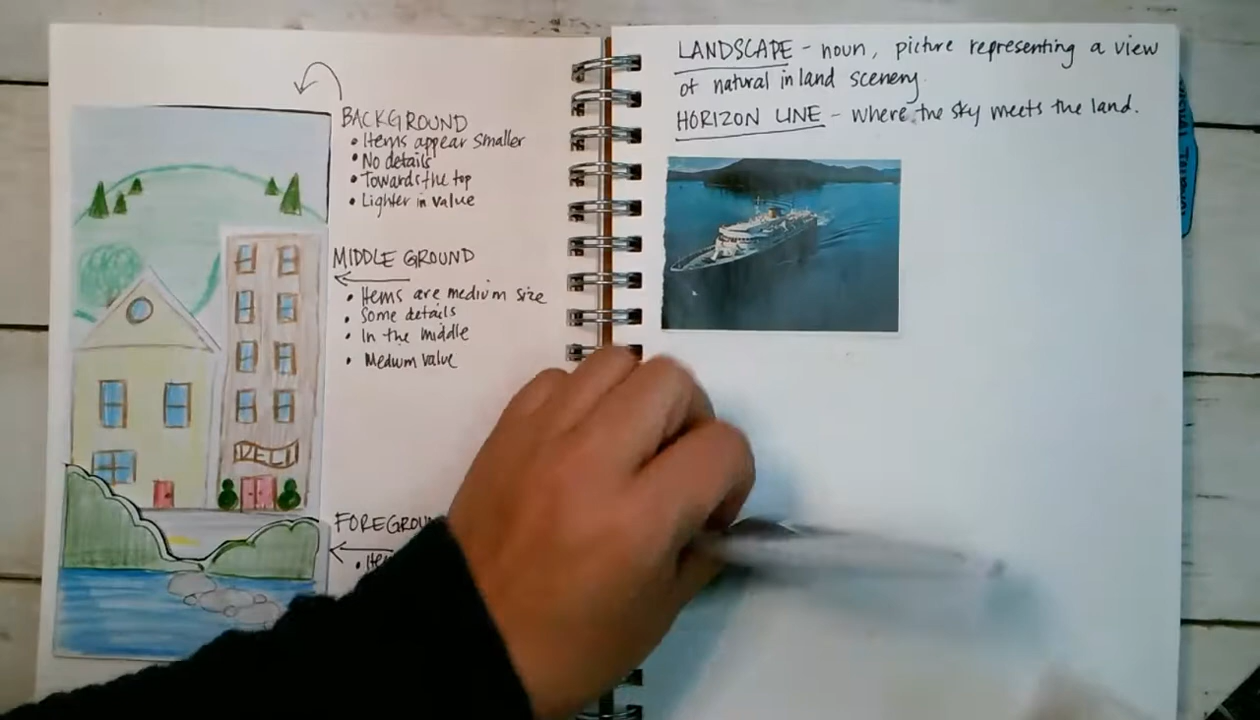 BACKGROUND
• Items appear smaller
• No details
• Towards the top
• Lighter in value
MIDDLE GROUND
• Items are medium size
• Some details
• In the middle
• Medium value
DELI
LANDSCAPE - noun, picture representing a view
of natural inland scenery.
HORIZON LINE - where the sky meets the land.